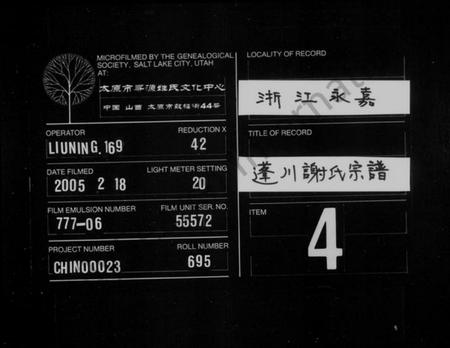 MICROFILMED BY THE GENEALOGICAL
SOCIETY, SALT LAKE CITY, UTAH
AT:
太原市寻源姓氏文化中心
中国 山西 太原市敦化坊44号
OPERATOR
REDUCTION X
LIUNING.169
42
DATE FILMED
LIGHT METER SETTING
2005 2 18
20
FILM EMULSION NUMBER
FILM UNIT SER. NO.
777-06
55572
PROJECT NUMBER
ROLL NUMBER
CHIN00023
695
LOCALITY OF RECORD
浙江永嘉
TITLE OF RECORD
蓬川謝氏宗譜
ITEM
4